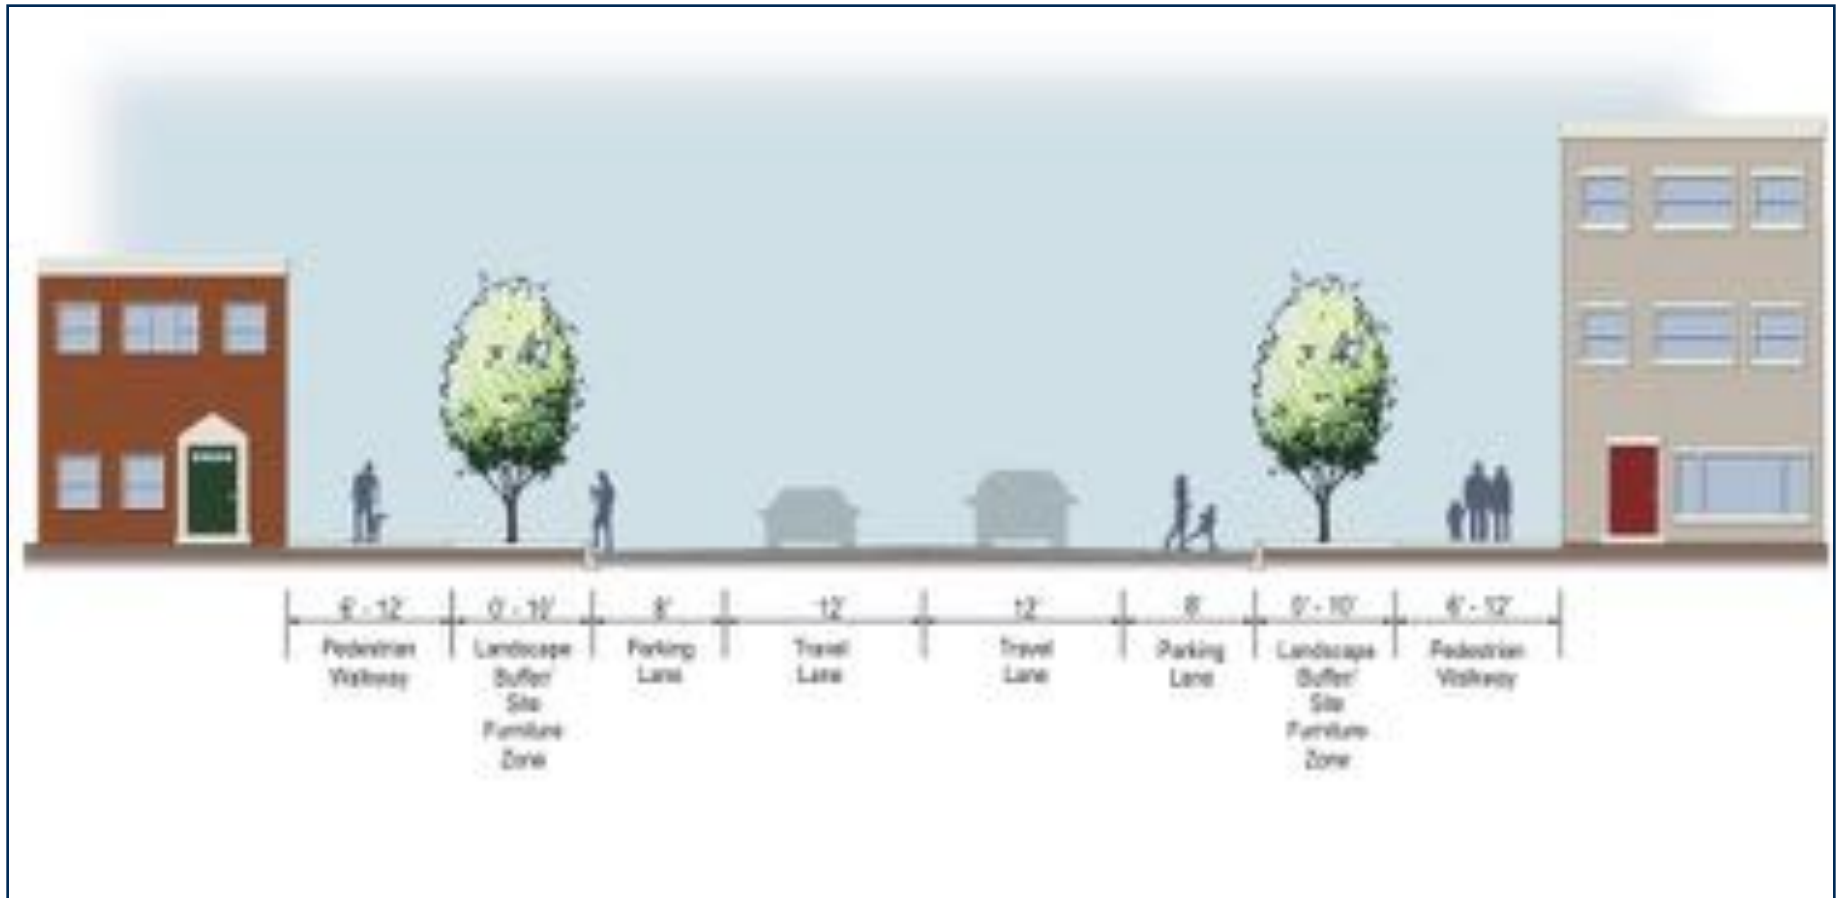 6' - 12'
0' - 10'
8'
12'
12'
8'
0' - 10'
6' - 12'
Pedestrian
Walkway
Landscape
Buffer/
Site
Furniture
Zone
Parking
Lane
Travel
Lane
Travel
Lane
Parking
Lane
Landscape
Buffer/
Site
Furniture
Zone
Pedestrian
Walkway